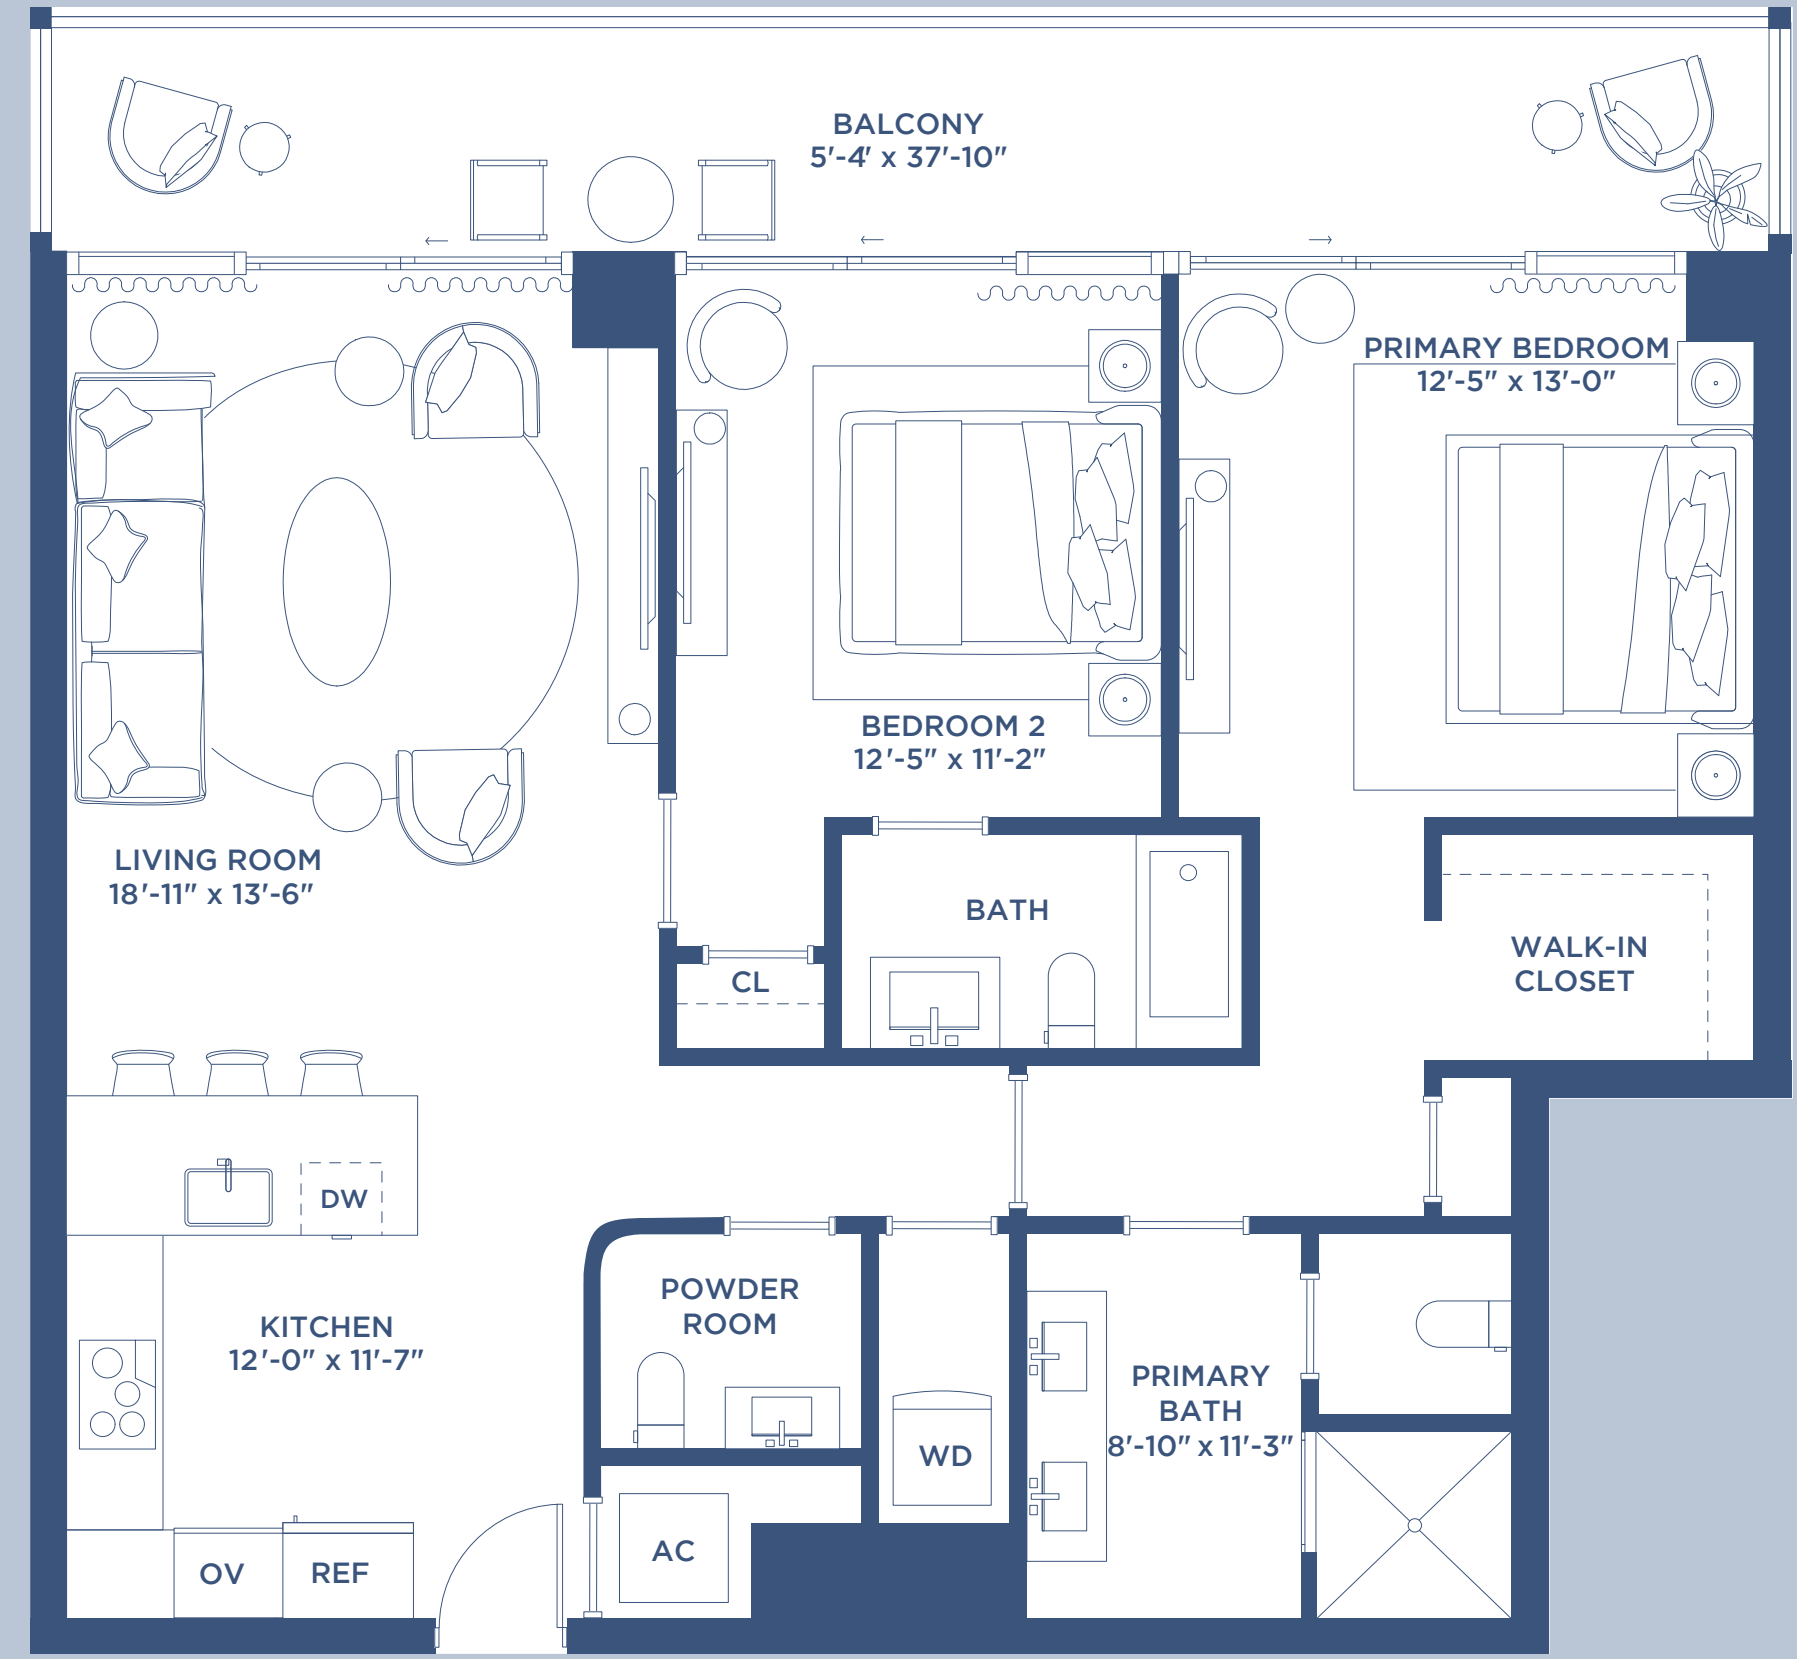 BALCONY
5'-4' x 37'-10"
PRIMARY BEDROOM
12'-5" x 13'-0"
BEDROOM 2
12'-5" x 11'-2"
LIVING ROOM
18'-11" x 13'-6"
BATH
WALK-IN
CLOSET
CL
DW
POWDER
ROOM
KITCHEN
12'-0" x 11'-7"
PRIMARY
BATH
8'-10" x 11'-3"
WD
AC
OV
REF